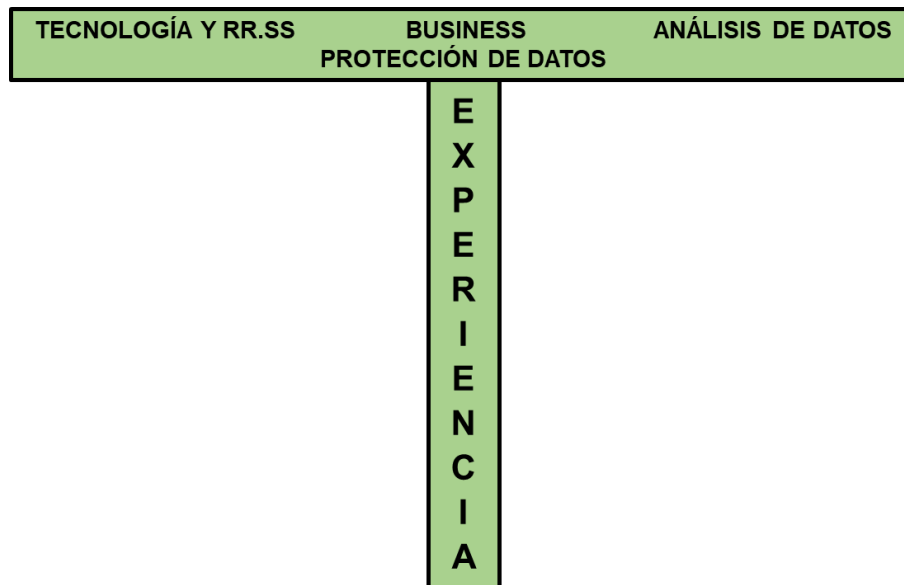 TECNOLOGÍA Y RR.SS BUSINESS ANÁLISIS DE DATOS
PROTECCIÓN DE DATOS
E
X
P
E
R
I
E
N
C
I
A